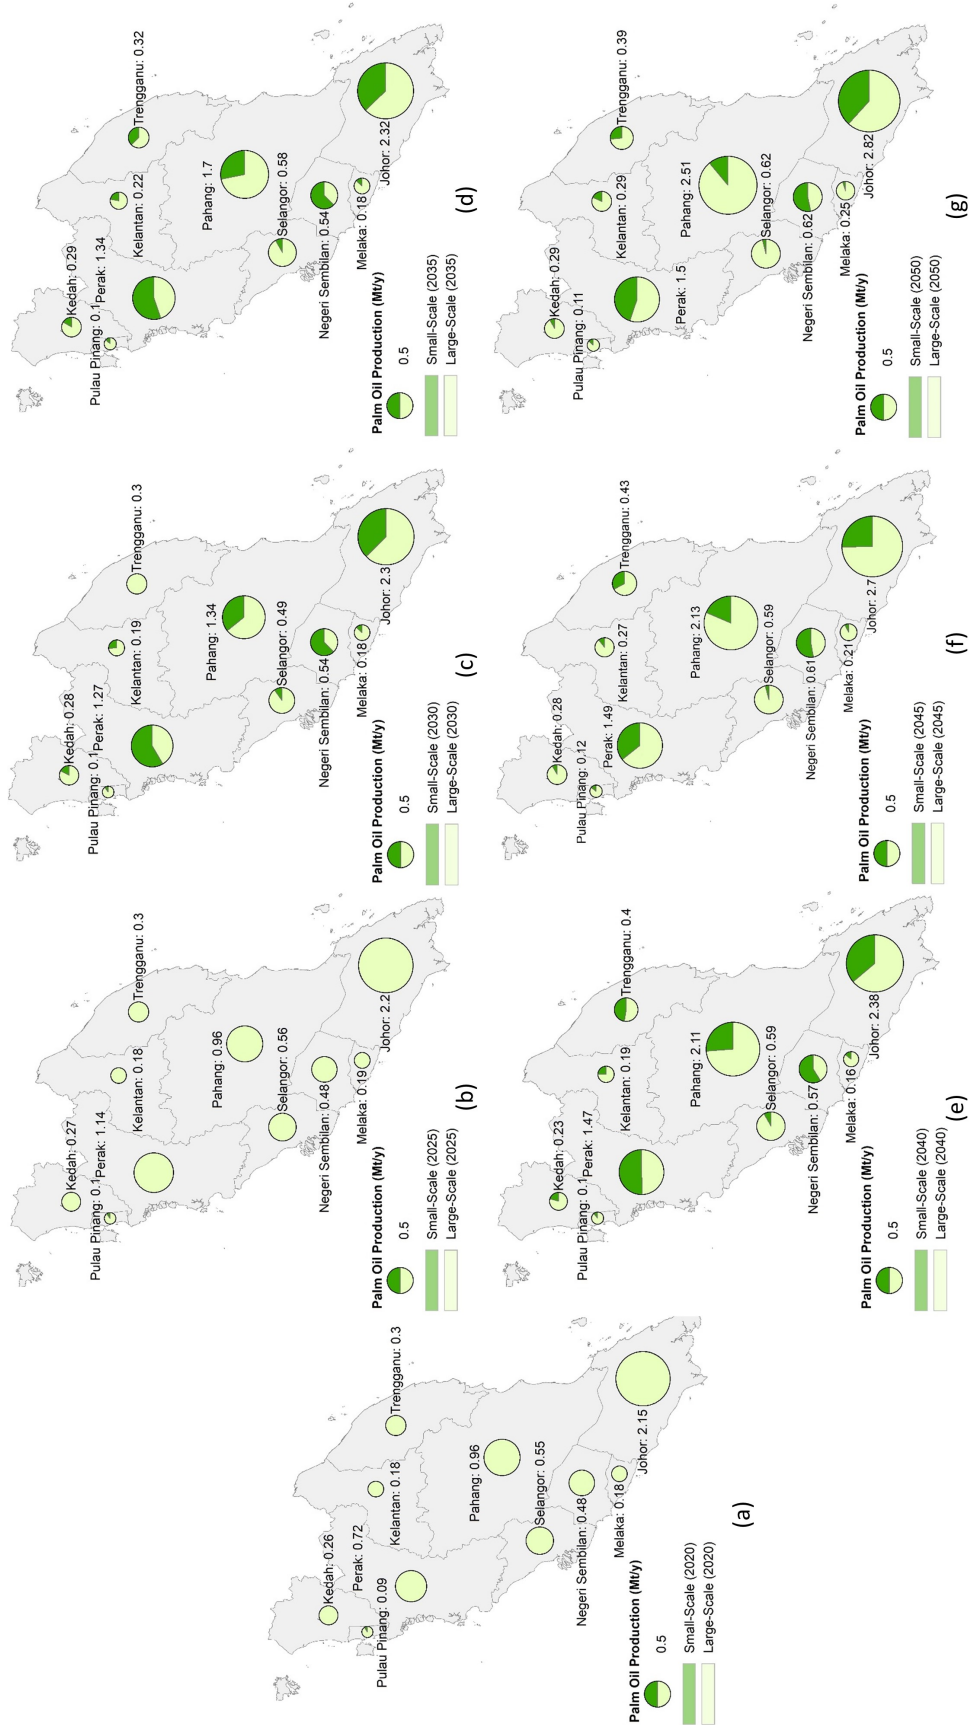 Kedah: 0.26
Perak: 0.72
Pulau Pinang: 0.09
Kelantan: 0.18
Trengganu: 0.3
Pahang: 0.96
Selangor: 0.55
Negeri Sembilan: 0.48
Melaka: 0.18
Johor: 2.15
Palm Oil Production (Mt/y)
0.5
Small-Scale (2020)
Large-Scale (2020)
(a)
Kedah: 0.27
Pulau Pinang: 0.1
Perak: 1.14
Kelantan: 0.18
Trengganu: 0.3
Pahang: 0.96
Selangor: 0.56
Negeri Sembilan: 0.48
Melaka: 0.19
Johor: 2.2
Palm Oil Production (Mt/y)
0.5
Small-Scale (2025)
Large-Scale (2025)
(b)
Kedah: 0.28
Pulau Pinang: 0.1
Perak: 1.27
Kelantan: 0.19
Trengganu: 0.3
Pahang: 1.34
Selangor: 0.49
Negeri Sembilan: 0.54
Melaka: 0.18
Johor: 2.3
Palm Oil Production (Mt/y)
0.5
Small-Scale (2030)
Large-Scale (2030)
(c)
Kedah: 0.29
Pulau Pinang: 0.1
Perak: 1.34
Kelantan: 0.22
Trengganu: 0.32
Pahang: 1.7
Selangor: 0.58
Negeri Sembilan: 0.54
Melaka: 0.18
Johor: 2.32
Palm Oil Production (Mt/y)
0.5
Small-Scale (2035)
Large-Scale (2035)
(d)
Kedah: 0.23
Pulau Pinang: 0.1
Perak: 1.47
Kelantan: 0.19
Trengganu: 0.4
Pahang: 2.11
Selangor: 0.59
Negeri Sembilan: 0.57
Melaka: 0.16
Johor: 2.38
Palm Oil Production (Mt/y)
0.5
Small-Scale (2040)
Large-Scale (2040)
(e)
Kedah: 0.28
Pulau Pinang: 0.12
Perak: 1.49
Kelantan: 0.27
Trengganu: 0.43
Pahang: 2.13
Selangor: 0.59
Negeri Sembilan: 0.61
Melaka: 0.21
Johor: 2.7
Palm Oil Production (Mt/y)
0.5
Small-Scale (2045)
Large-Scale (2045)
(f)
Kedah: 0.29
Pulau Pinang: 0.11
Perak: 1.5
Kelantan: 0.29
Trengganu: 0.39
Pahang: 2.51
Selangor: 0.62
Negeri Sembilan: 0.62
Melaka: 0.25
Johor: 2.82
Palm Oil Production (Mt/y)
0.5
Small-Scale (2050)
Large-Scale (2050)
(g)